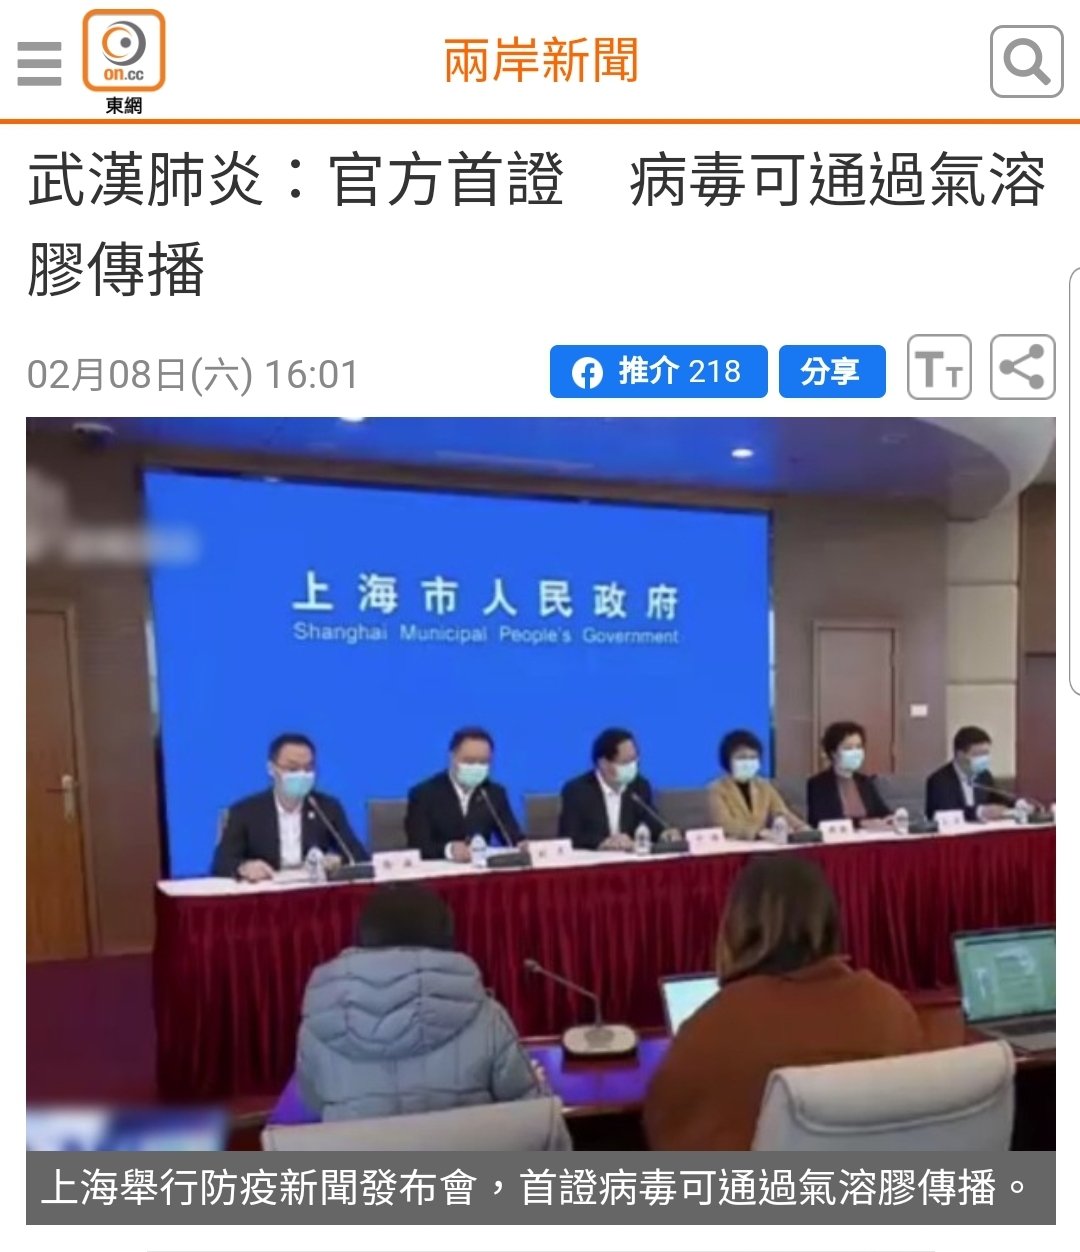 on.cc
東網
兩岸新聞
武漢肺炎：官方首證　病毒可通過氣溶
膠傳播
02月08日(六) 16:01
推介 218
分享
TT
上海市人民政府
Shanghai Municipal People's Government
上海舉行防疫新聞發布會，首證病毒可通過氣溶膠傳播。